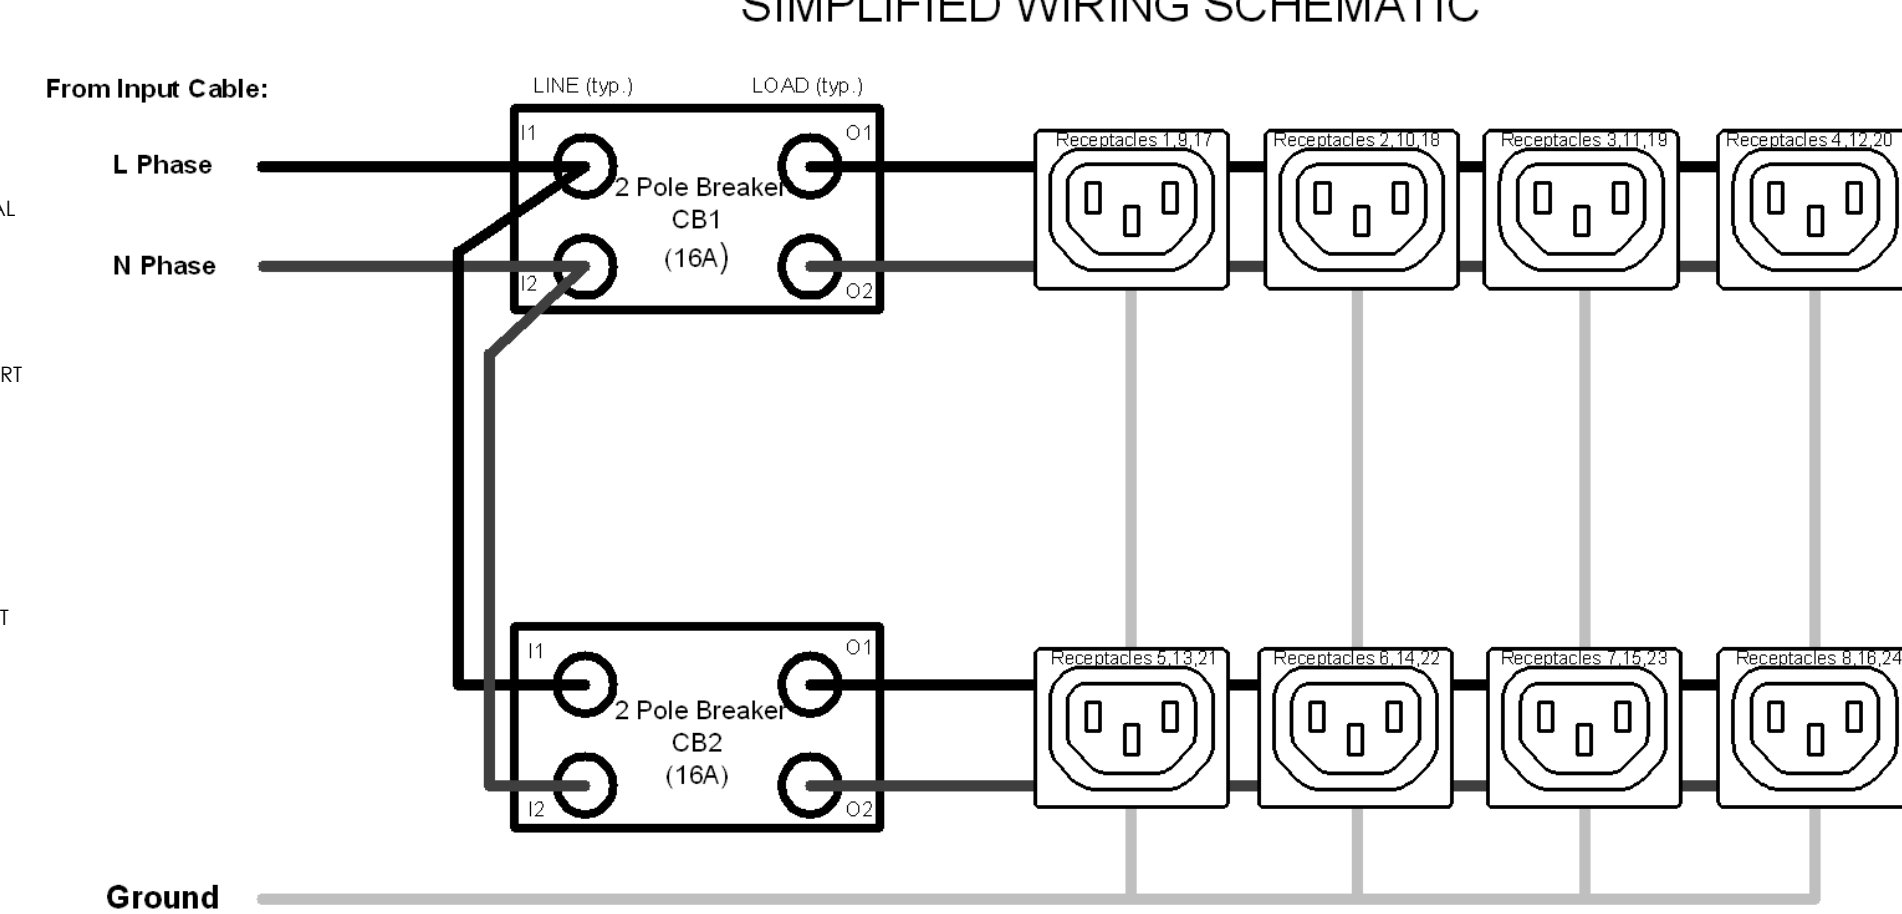 SIMPLIFIED WIRING SCHEMATIC
From Input Cable:
LINE (typ.)
LOAD (typ.)
I1
O1
Receptacles 1,9,17
Receptacles 2,10,18
Receptacles 3,11,19
Receptacles 4,12,20
L Phase
2 Pole Breaker
CB1
(16A)
AL
N Phase
I2
O2
RT
T
I1
O1
Receptacles 5,13,21
Receptacles 6,14,22
Receptacles 7,15,23
Receptacles 8,16,24
2 Pole Breaker
CB2
(16A)
I2
O2
Ground